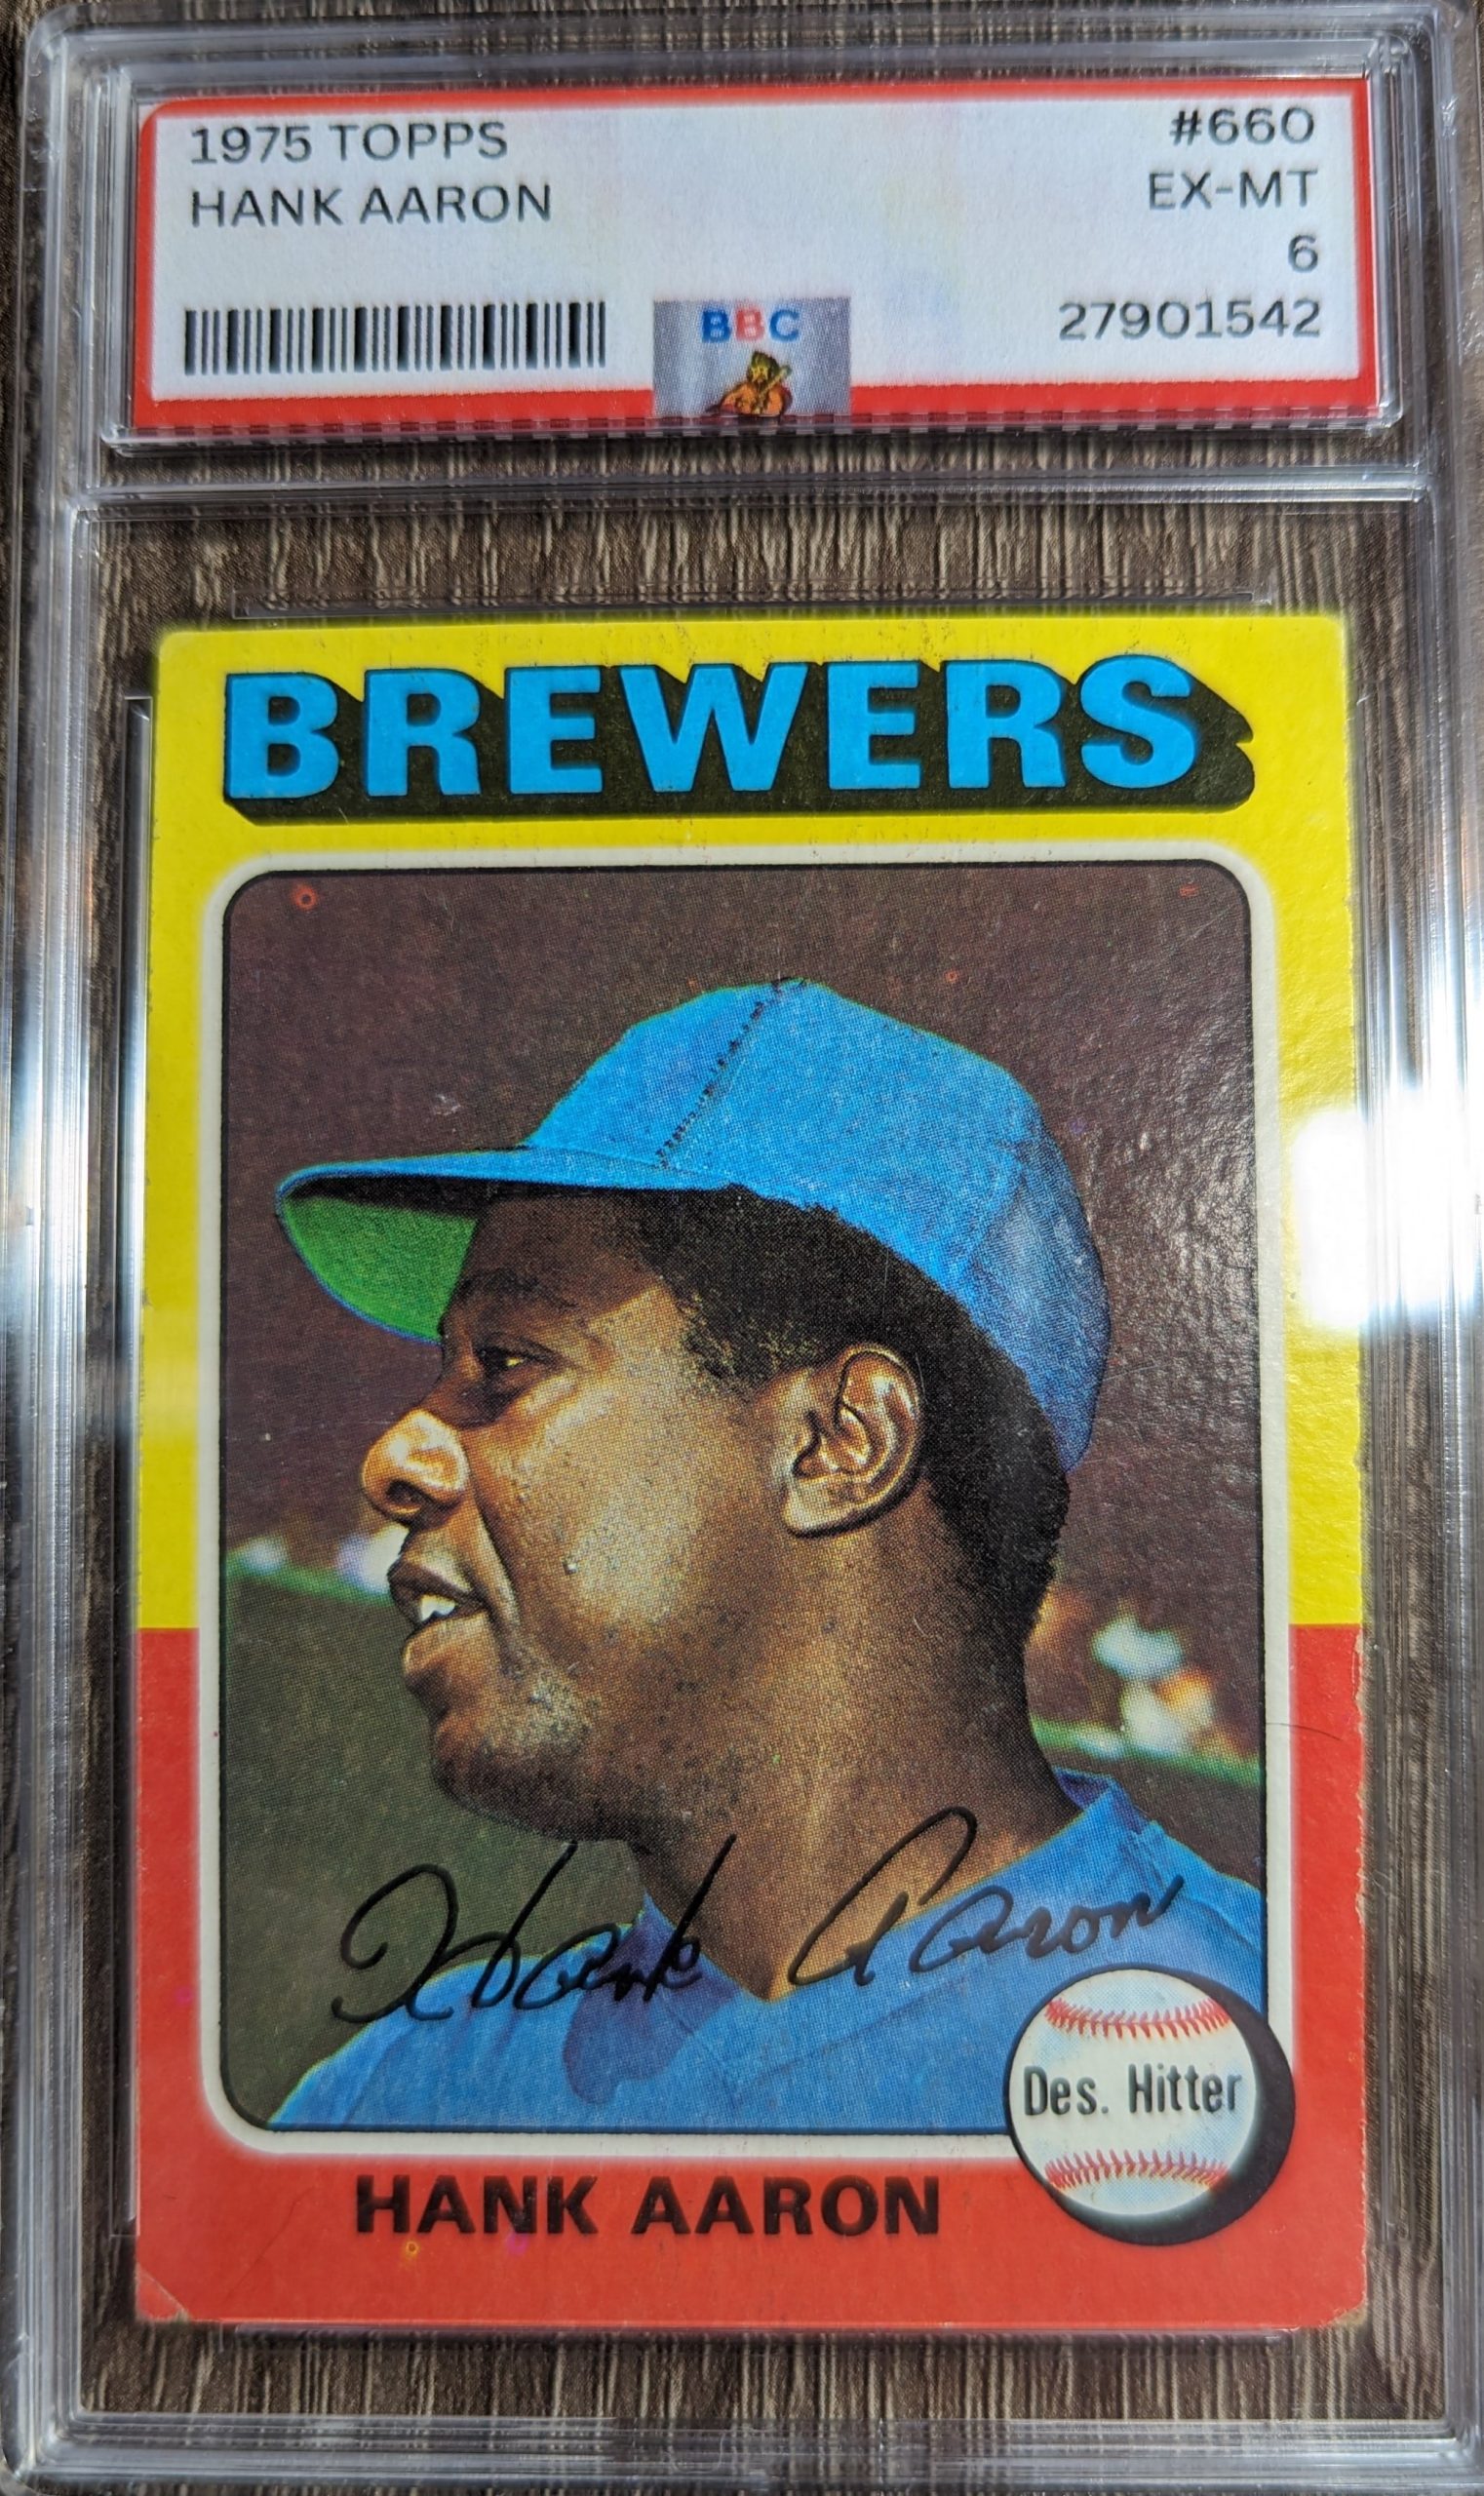 1975 TOPPS #660
HANK AARON EX-MT
6
BBC 27901542
BREWERS
Hank Aaron
Des. Hitter
HANK AARON